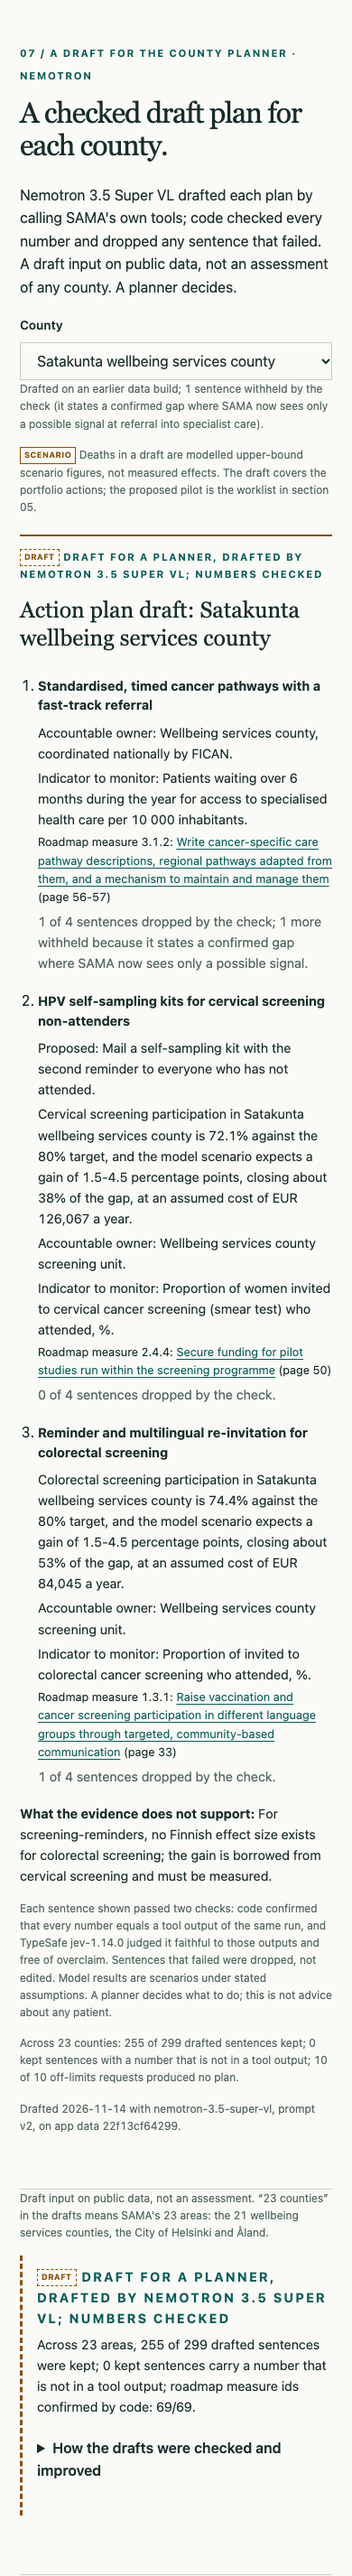 07 / A DRAFT FOR THE COUNTY PLANNER ·
NEMOTRON
A checked draft plan for
each county.
Nemotron 3.5 Super VL drafted each plan by
calling SAMA's own tools; code checked every
number and dropped any sentence that failed.
A draft input on public data, not an assessment
of any county. A planner decides.
County
Satakunta wellbeing services county
Drafted on an earlier data build; 1 sentence withheld by the
check (it states a confirmed gap where SAMA now sees only
a possible signal at referral into specialist care).
SCENARIO Deaths in a draft are modelled upper-bound
scenario figures, not measured effects. The draft covers the
portfolio actions; the proposed pilot is the worklist in section
05.
DRAFT DRAFT FOR A PLANNER, DRAFTED BY
NEMOTRON 3.5 SUPER VL; NUMBERS CHECKED
Action plan draft: Satakunta
wellbeing services county
1. Standardised, timed cancer pathways with a
fast-track referral
Accountable owner: Wellbeing services county,
coordinated nationally by FICAN.
Indicator to monitor: Patients waiting over 6
months during the year for access to specialised
health care per 10 000 inhabitants.
Roadmap measure 3.1.2: Write cancer-specific care
pathway descriptions, regional pathways adapted from
them, and a mechanism to maintain and manage them
(page 56-57)
1 of 4 sentences dropped by the check; 1 more
withheld because it states a confirmed gap
where SAMA now sees only a possible signal.
2. HPV self-sampling kits for cervical screening
non-attenders
Proposed: Mail a self-sampling kit with the
second reminder to everyone who has not
attended.
Cervical screening participation in Satakunta
wellbeing services county is 72.1% against the
80% target, and the model scenario expects a
gain of 1.5-4.5 percentage points, closing about
38% of the gap, at an assumed cost of EUR
126,067 a year.
Accountable owner: Wellbeing services county
screening unit.
Indicator to monitor: Proportion of women invited
to cervical cancer screening (smear test) who
attended, %.
Roadmap measure 2.4.4: Secure funding for pilot
studies run within the screening programme (page 50)
0 of 4 sentences dropped by the check.
3. Reminder and multilingual re-invitation for
colorectal screening
Colorectal screening participation in Satakunta
wellbeing services county is 74.4% against the
80% target, and the model scenario expects a
gain of 1.5-4.5 percentage points, closing about
53% of the gap, at an assumed cost of EUR
84,045 a year.
Accountable owner: Wellbeing services county
screening unit.
Indicator to monitor: Proportion of invited to
colorectal cancer screening who attended, %.
Roadmap measure 1.3.1: Raise vaccination and
cancer screening participation in different language
groups through targeted, community-based
communication (page 33)
1 of 4 sentences dropped by the check.
What the evidence does not support: For
screening-reminders, no Finnish effect size exists
for colorectal screening; the gain is borrowed from
cervical screening and must be measured.
Each sentence shown passed two checks: code confirmed
that every number equals a tool output of the same run, and
TypeSafe jev-1.14.0 judged it faithful to those outputs and
free of overclaim. Sentences that failed were dropped, not
edited. Model results are scenarios under stated
assumptions. A planner decides what to do; this is not advice
about any patient.
Across 23 counties: 255 of 299 drafted sentences kept; 0
kept sentences with a number that is not in a tool output; 10
of 10 off-limits requests produced no plan.
Drafted 2026-11-14 with nemotron-3.5-super-vl, prompt
v2, on app data 22f13cf64299.
Draft input on public data, not an assessment. “23 counties”
in the drafts means SAMA's 23 areas: the 21 wellbeing
services counties, the City of Helsinki and Åland.
DRAFT DRAFT FOR A PLANNER,
DRAFTED BY NEMOTRON 3.5 SUPER
VL; NUMBERS CHECKED
Across 23 areas, 255 of 299 drafted sentences
were kept; 0 kept sentences carry a number that
is not in a tool output; roadmap measure ids
confirmed by code: 69/69.
How the drafts were checked and
improved